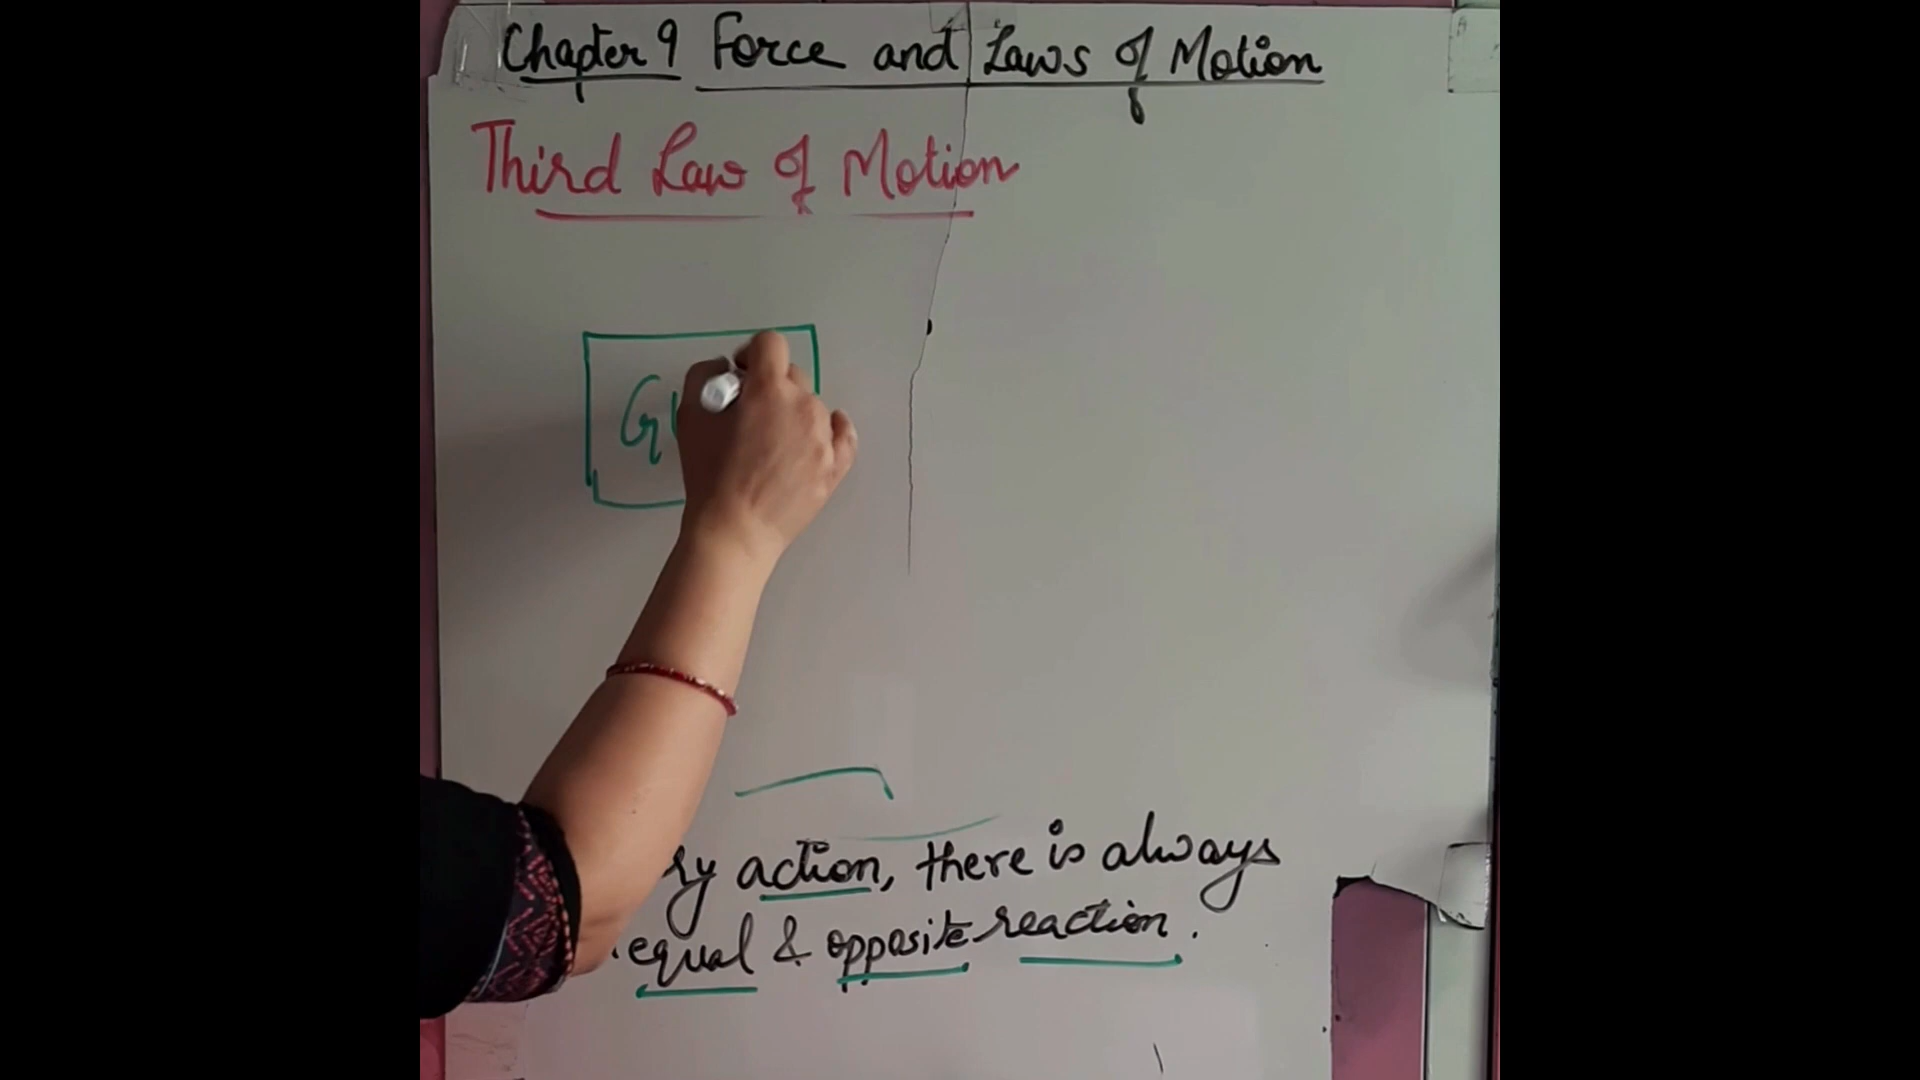 Chapter 9 Force and Laws of Motion
Third Law of Motion
action, there is always
equal & opposite reaction.